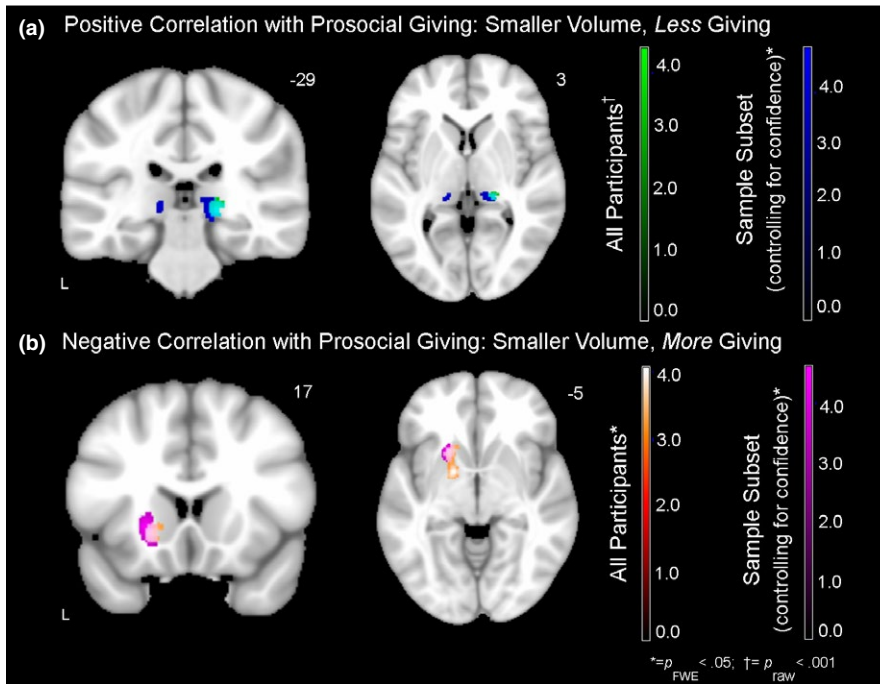 (a) Positive Correlation with Prosocial Giving: Smaller Volume, Less Giving
-29
3
L
All Participants†
4.0
3.0
2.0
1.0
0.0
Sample Subset
(controlling for confidence)*
4.0
3.0
2.0
1.0
0.0
(b) Negative Correlation with Prosocial Giving: Smaller Volume, More Giving
17
-5
L
All Participants*
4.0
3.0
2.0
1.0
0.0
Sample Subset
(controlling for confidence)*
4.0
3.0
2.0
1.0
0.0
*=p FWE < .05; †= p raw < .001